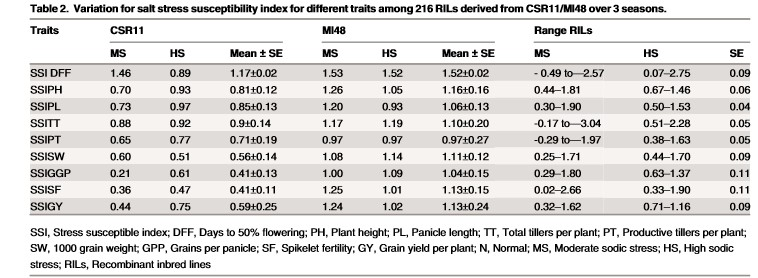 Table 2. Variation for salt stress susceptibility index for different traits among 216 RILs derived from CSR11/MI48 over 3 seasons.
Traits CSR11 MI48 Range RILs
MS HS Mean ± SE MS HS Mean ± SE MS HS SE
SSI DFF 1.46 0.89 1.17±0.02 1.53 1.52 1.52±0.02 - 0.49 to—2.57 0.07–2.75 0.09
SSIPH 0.70 0.93 0.81±0.12 1.26 1.05 1.16±0.16 0.44–1.81 0.67–1.46 0.06
SSIPL 0.73 0.97 0.85±0.13 1.20 0.93 1.06±0.13 0.30–1.90 0.50–1.53 0.04
SSITT 0.88 0.92 0.9±0.14 1.17 1.19 1.10±0.20 -0.17 to—3.04 0.51–2.28 0.05
SSIPT 0.65 0.77 0.71±0.19 0.97 0.97 0.97±0.27 -0.29 to—1.97 0.38–1.63 0.05
SSISW 0.60 0.51 0.56±0.14 1.08 1.14 1.11±0.12 0.25–1.71 0.44–1.70 0.09
SSIGGP 0.21 0.61 0.41±0.13 1.00 1.09 1.04±0.15 0.29–1.80 0.63–1.37 0.11
SSISF 0.36 0.47 0.41±0.11 1.25 1.01 1.13±0.15 0.02–2.66 0.33–1.90 0.11
SSIGY 0.44 0.75 0.59±0.25 1.24 1.02 1.13±0.24 0.32–1.62 0.71–1.16 0.09
SSI, Stress susceptible index; DFF, Days to 50% flowering; PH, Plant height; PL, Panicle length; TT, Total tillers per plant; PT, Productive tillers per plant;
SW, 1000 grain weight; GPP, Grains per panicle; SF, Spikelet fertility; GY, Grain yield per plant; N, Normal; MS, Moderate sodic stress; HS, High sodic
stress; RILs, Recombinant inbred lines